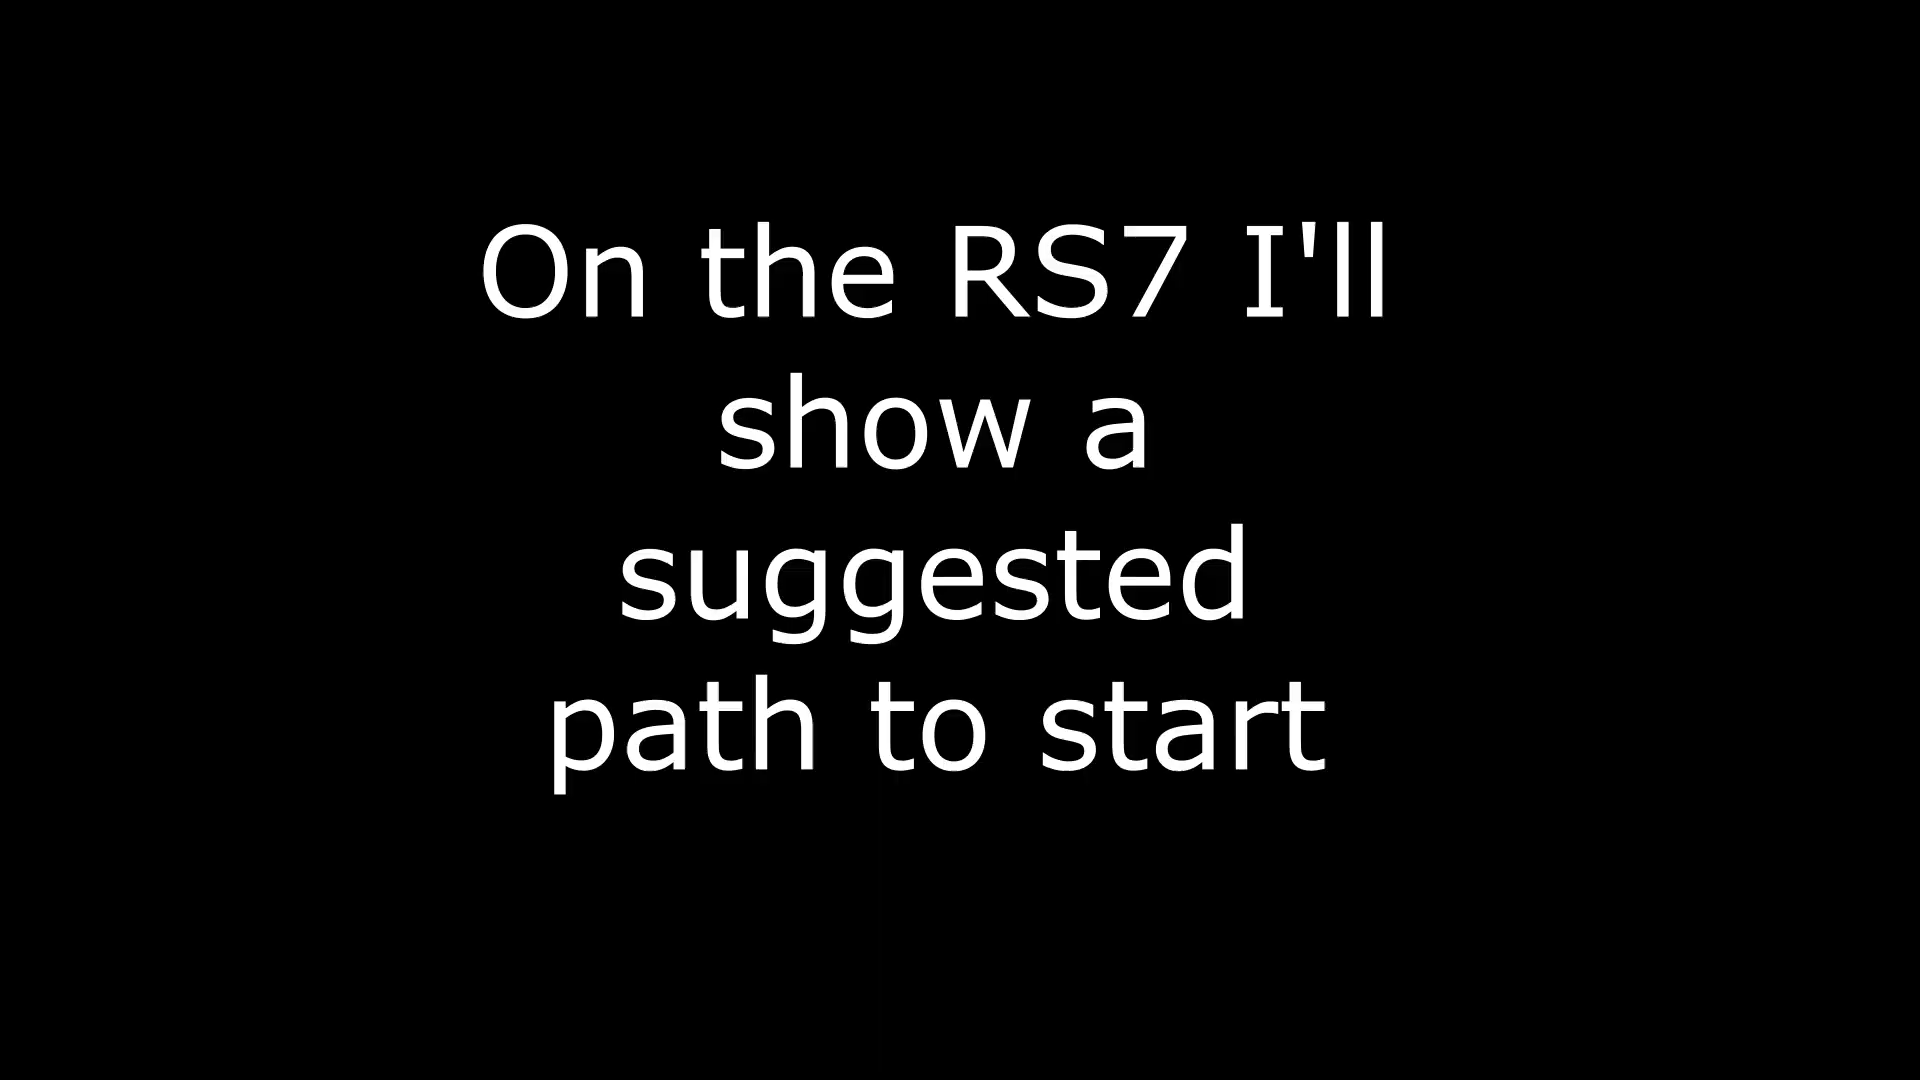 On the RS7 I'll
show a
suggested
path to start